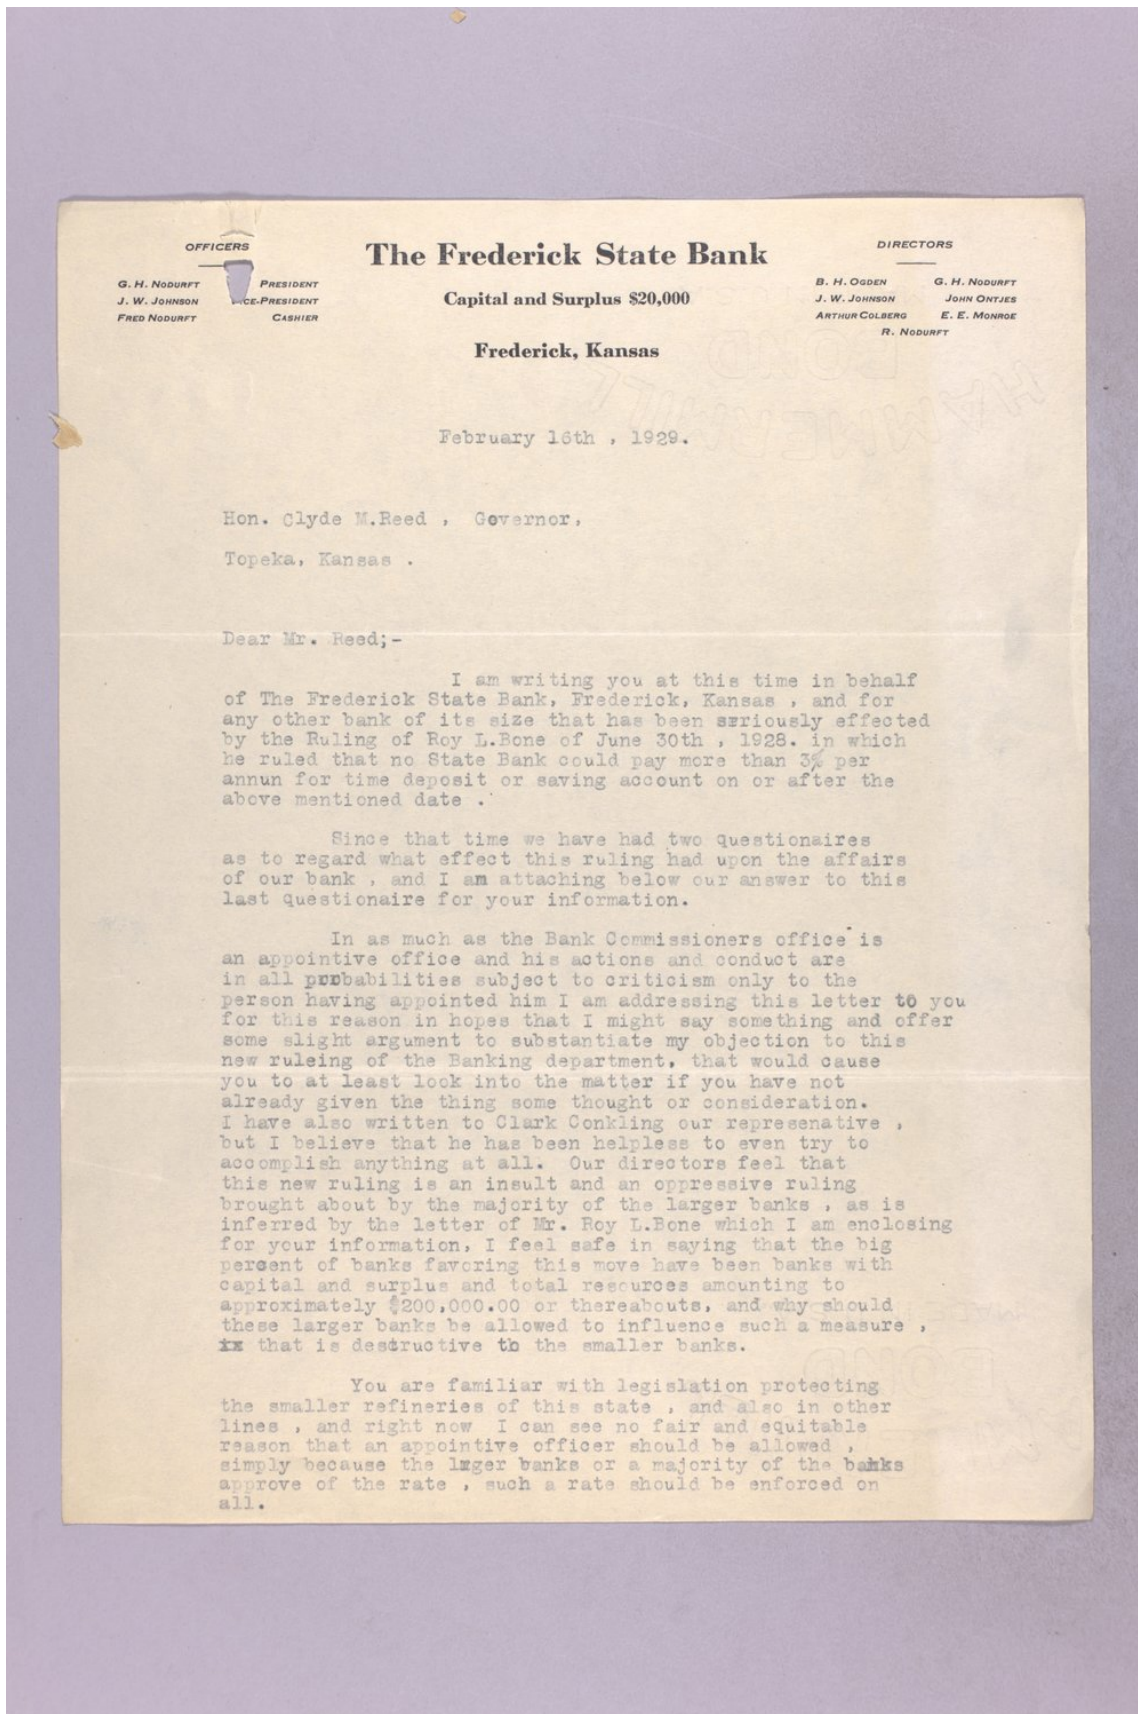 OFFICERS
G. H. NODURFT PRESIDENT
J. W. JOHNSON VICE-PRESIDENT
FRED NODURFT CASHIER
The Frederick State Bank
Capital and Surplus $20,000
Frederick, Kansas
DIRECTORS
B. H. OGDEN G. H. NODURFT
J. W. JOHNSON JOHN ONTJES
ARTHUR COLBERG E. E. MONROE
R. NODURFT
February 16th , 1929.
Hon. Clyde M.Reed , Governor,
Topeka, Kansas .
Dear Mr. Reed;-
I am writing you at this time in behalf
of The Frederick State Bank, Frederick, Kansas , and for
any other bank of its size that has been seriously effected
by the Ruling of Roy L.Bone of June 30th , 1928. in which
he ruled that no State Bank could pay more than 3% per
annun for time deposit or saving account on or after the
above mentioned date .
Since that time we have had two questionaires
as to regard what effect this ruling had upon the affairs
of our bank , and I am attaching below our answer to this
last questionaire for your information.
In as much as the Bank Commissioners office is
an appointive office and his actions and conduct are
in all probabilities subject to criticism only to the
person having appointed him I am addressing this letter to you
for this reason in hopes that I might say something and offer
some slight argument to substantiate my objection to this
new ruleing of the Banking department, that would cause
you to at least look into the matter if you have not
already given the thing some thought or consideration.
I have also written to Clark Conkling our represenative ,
but I believe that he has been helpless to even try to
accomplish anything at all. Our directors feel that
this new ruling is an insult and an oppressive ruling
brought about by the majority of the larger banks , as is
inferred by the letter of Mr. Roy L.Bone which I am enclosing
for your information, I feel safe in saying that the big
percent of banks favoring this move have been banks with
capital and surplus and total resources amounting to
approximately $200,000.00 or thereabouts, and why should
these larger banks be allowed to influence such a measure ,
that is destructive to the smaller banks.
You are familiar with legislation protecting
the smaller refineries of this state , and also in other
lines , and right now I can see no fair and equitable
reason that an appointive officer should be allowed ,
simply because the larger banks or a majority of the banks
approve of the rate , such a rate should be enforced on
all.